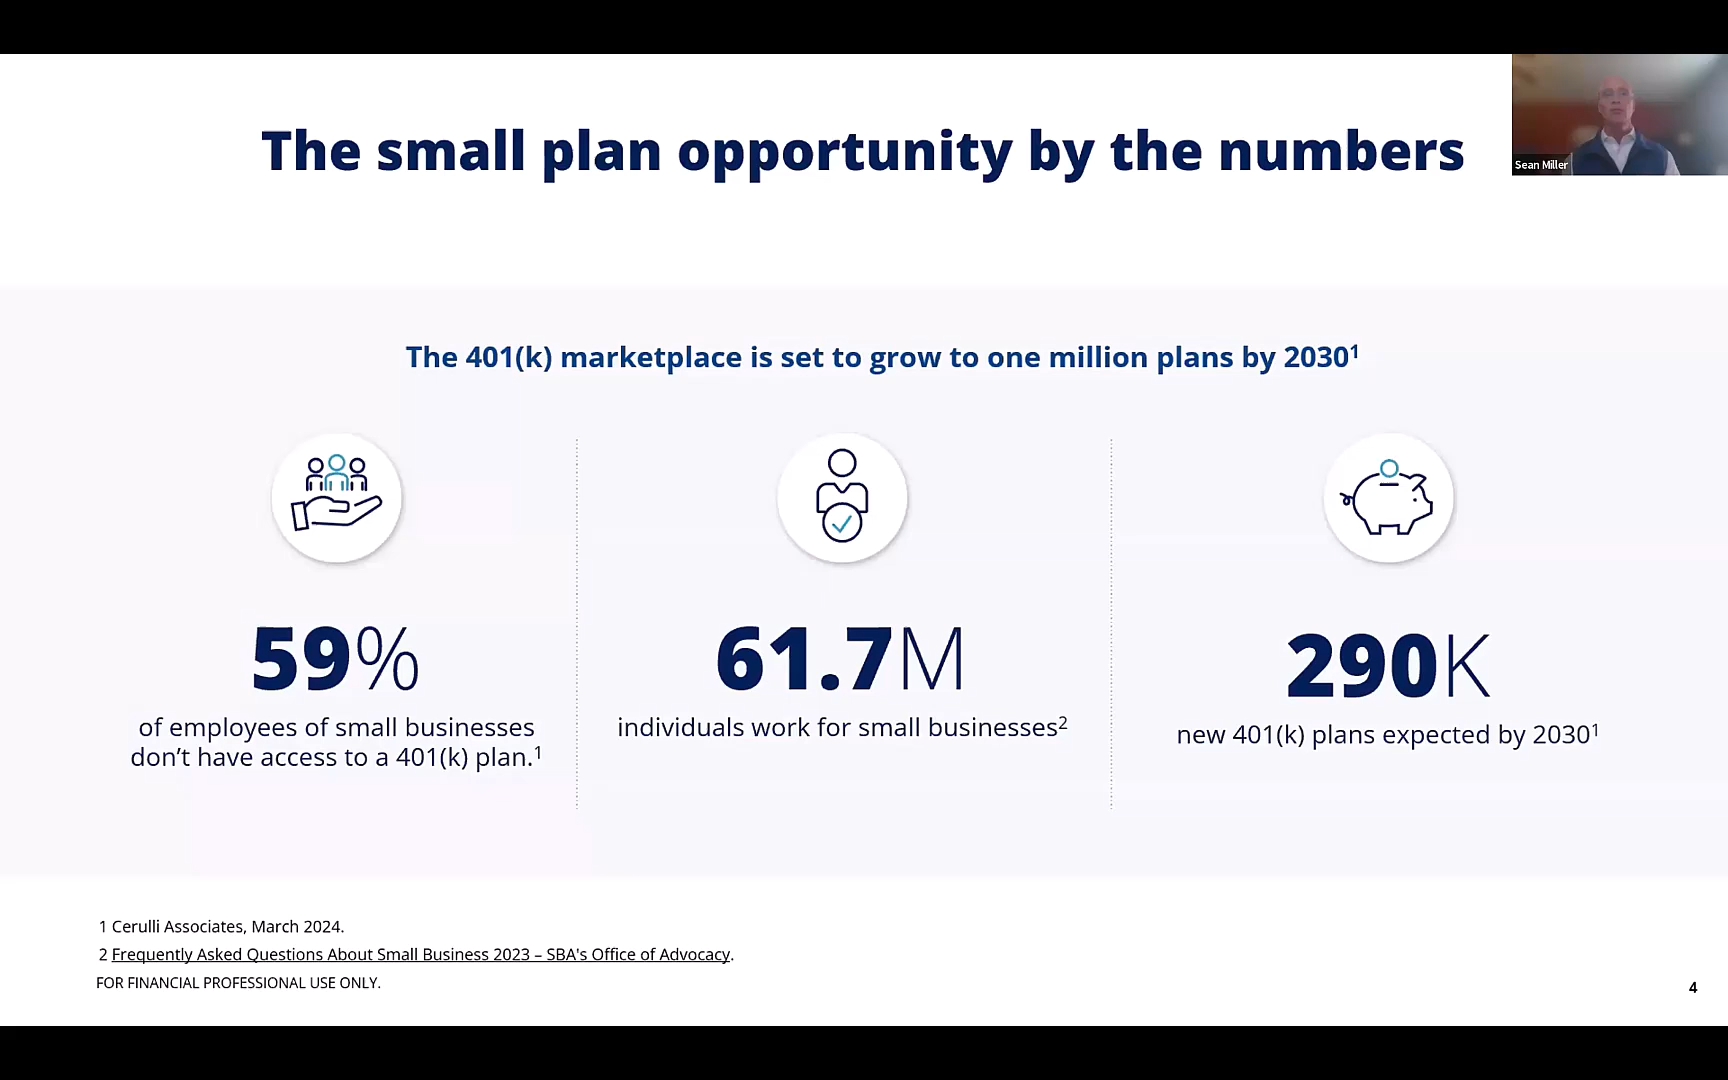 The small plan opportunity by the numbers
Sean Miller
The 401(k) marketplace is set to grow to one million plans by 2030¹
59%
of employees of small businesses
don’t have access to a 401(k) plan.¹
61.7M
individuals work for small businesses²
290K
new 401(k) plans expected by 2030¹
1 Cerulli Associates, March 2024.
2 Frequently Asked Questions About Small Business 2023 – SBA's Office of Advocacy.
FOR FINANCIAL PROFESSIONAL USE ONLY.
4